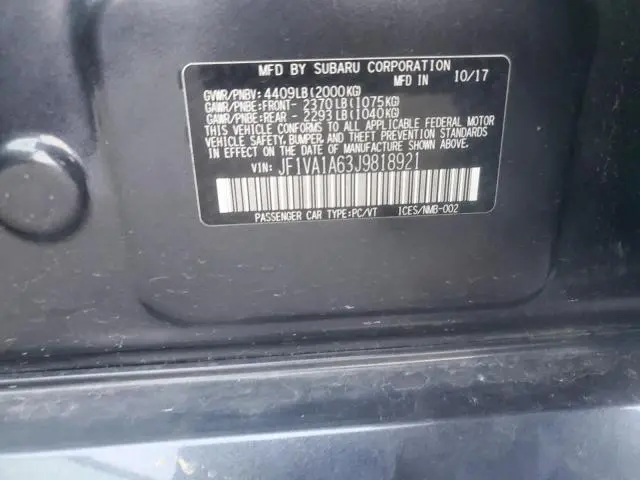 MFD BY SUBARU CORPORATION
MFD IN 10/17
GVWR/PNBV: 4409LB(2000KG)
GAWR/PNBE:FRONT- 2370LB(1075KG)
GAWR/PNBE:REAR - 2293LB(1040KG)
THIS VEHICLE CONFORMS TO ALL APPLICABLE FEDERAL MOTOR
VEHICLE SAFETY, BUMPER, AND THEFT PREVENTION STANDARDS
IN EFFECT ON THE DATE OF MANUFACTURE SHOWN ABOVE.
VIN: JF1VA1A63J9818921
PASSENGER CAR TYPE:PC/VT ICES/NMB-002